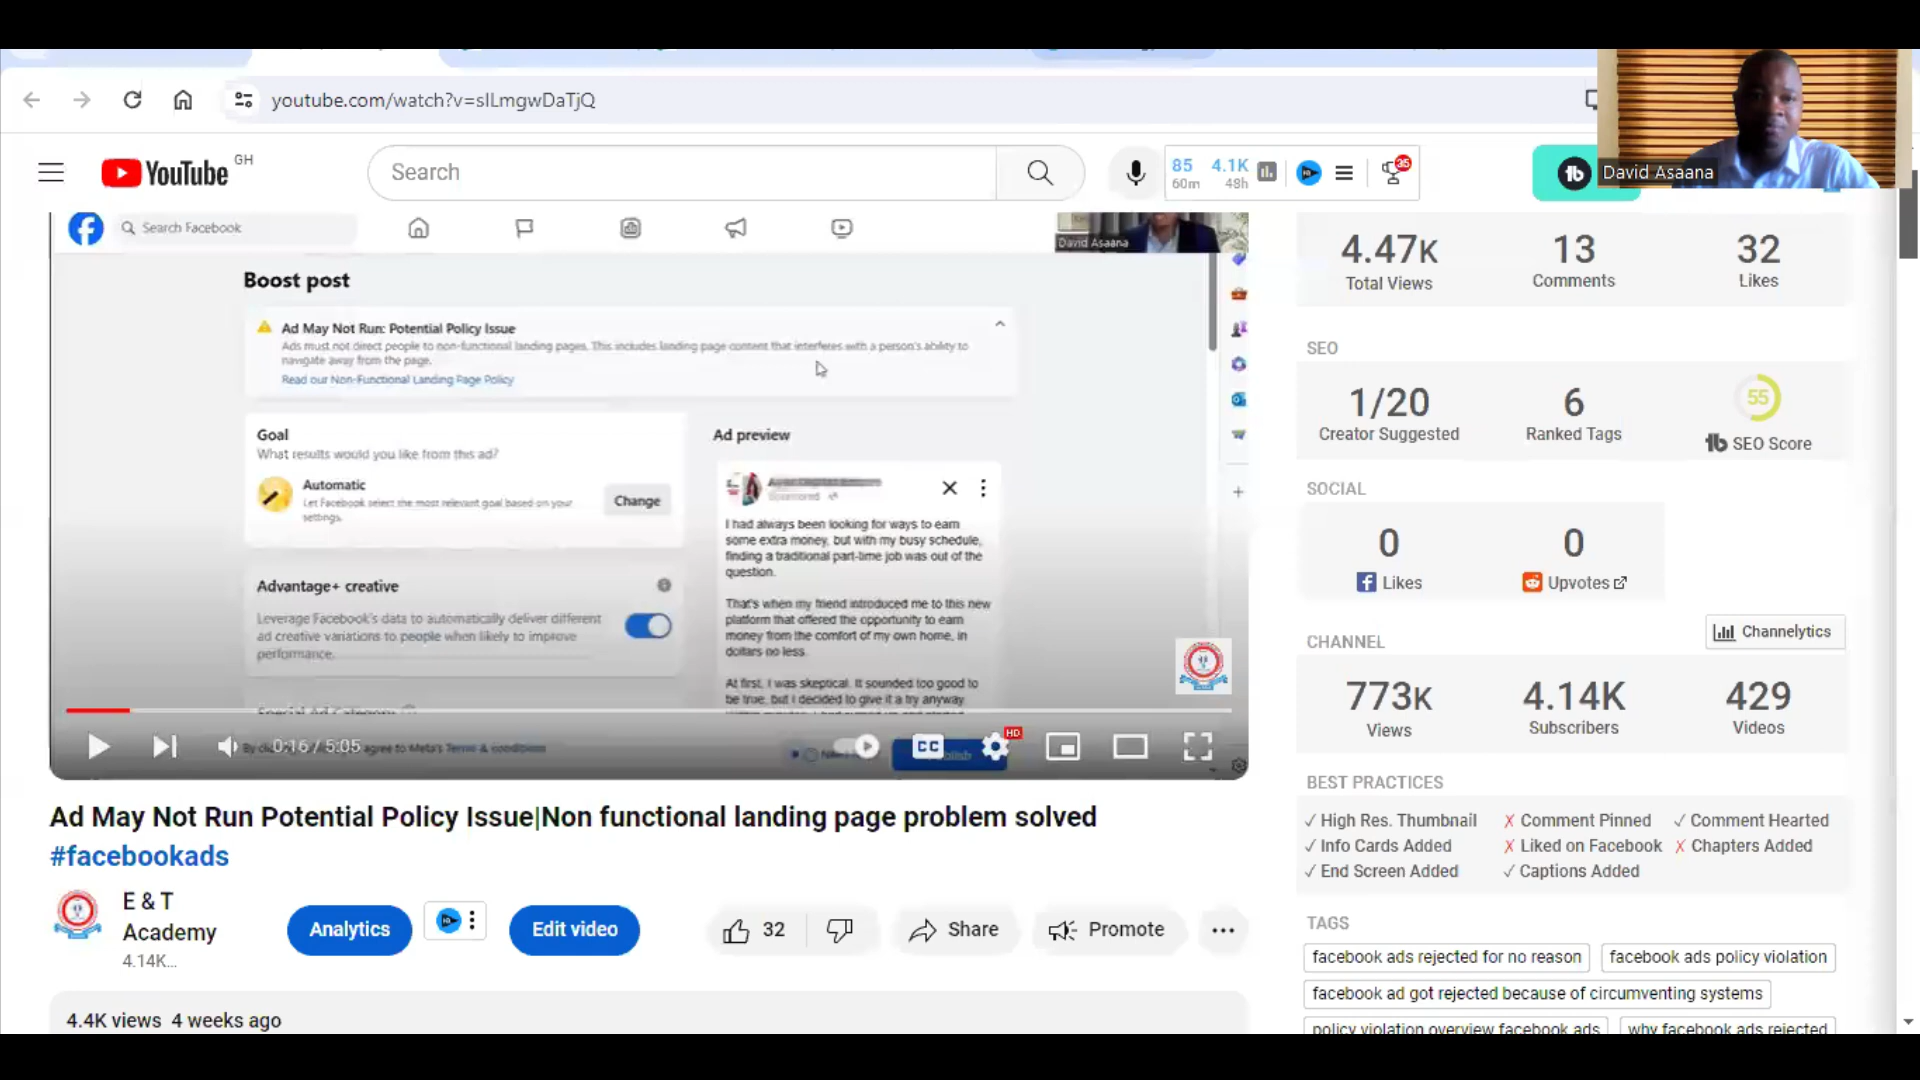 youtube.com/watch?v=sILmgwDaTjQ
YouTube GH
Search
85 60m 4.1K 48h
35
David Asaana
Search Facebook
David Asaana
Boost post
Ad May Not Run: Potential Policy Issue
Ads must not direct people to non-functional landing pages. This includes landing page content that interferes with a person's ability to
navigate away from the page.
Read our Non-Functional Landing Page Policy
Goal
What results would you like from this ad?
Automatic
Let Facebook select the most relevant goal based on your
settings.
Change
Advantage+ creative
Leverage Facebook's data to automatically deliver different
ad creative variations to people when likely to improve
performance.
Special Ad Category
Ad preview
Sponsored
I had always been looking for ways to earn
some extra money, but with my busy schedule,
finding a traditional part-time job was out of the
question.
That's when my friend introduced me to this new
platform that offered the opportunity to earn
money from the comfort of my own home, in
dollars no less.
At first, I was skeptical. It sounded too good to
be true, but I decided to give it a try anyway.
0:16 / 5:05
agree to Meta's Terms & conditions
CC
HD
Ad May Not Run Potential Policy Issue|Non functional landing page problem solved
#facebookads
E & T
Academy
4.14K...
Analytics
Edit video
32
Share
Promote
4.4K views 4 weeks ago
4.47K 13 32
Total Views Comments Likes
SEO
1/20 6 55
Creator Suggested Ranked Tags tb SEO Score
SOCIAL
0 0
Likes Upvotes
Channelytics
CHANNEL
773K 4.14K 429
Views Subscribers Videos
BEST PRACTICES
✓ High Res. Thumbnail ✗ Comment Pinned ✓ Comment Hearted
✓ Info Cards Added ✗ Liked on Facebook ✗ Chapters Added
✓ End Screen Added ✓ Captions Added
TAGS
facebook ads rejected for no reason facebook ads policy violation
facebook ad got rejected because of circumventing systems
policy violation overview facebook ads why facebook ads rejected